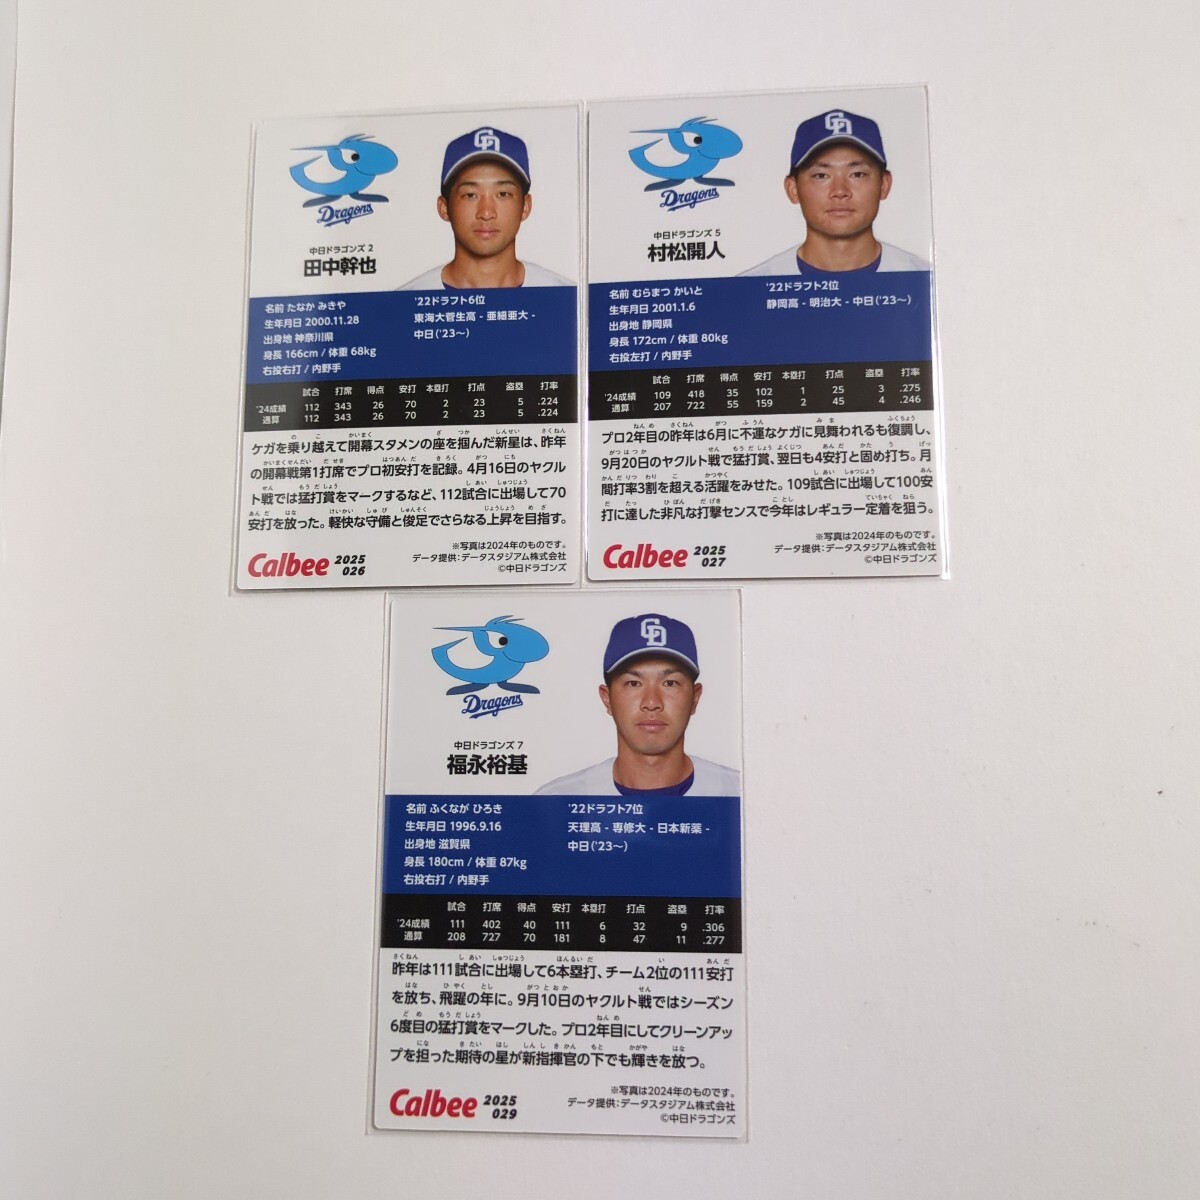 Dragons
中日ドラゴンズ 2
田中幹也
名前 たなか みきや
生年月日 2000.11.28
出身地 神奈川県
身長 166cm / 体重 68kg
右投右打 / 内野手
'22ドラフト6位
東海大菅生高 - 亜細亜大 -
中日('23〜)
試合 打席 得点 安打 本塁打 打点 盗塁 打率
'24成績 112 343 26 70 2 23 5 .224
通算 112 343 26 70 2 23 5 .224
ケガを乗り越えて開幕スタメンの座を掴んだ新星は、昨年
の開幕戦第1打席でプロ初安打を記録。4月16日のヤクル
ト戦では猛打賞をマークするなど、112試合に出場して70
安打を放った。軽快な守備と俊足でさらなる上昇を目指す。
※写真は2024年のものです。
データ提供:データスタジアム株式会社
©中日ドラゴンズ
Calbee 2025
026
Dragons
中日ドラゴンズ 5
村松開人
名前 むらまつ かいと
生年月日 2001.1.6
出身地 静岡県
身長 172cm / 体重 80kg
右投左打 / 内野手
'22ドラフト2位
静岡高 - 明治大 - 中日('23〜)
試合 打席 得点 安打 本塁打 打点 盗塁 打率
'24成績 109 418 35 102 1 25 3 .275
通算 207 722 55 159 2 45 4 .246
プロ2年目の昨年は6月に不運なケガに見舞われるも復調し、
9月20日のヤクルト戦で猛打賞、翌日も4安打と固め打ち。月
間打率3割を超える活躍をみせた。109試合に出場して100安
打に達した非凡な打撃センスで今年はレギュラー定着を狙う。
※写真は2024年のものです。
データ提供:データスタジアム株式会社
©中日ドラゴンズ
Calbee 2025
027
Dragons
中日ドラゴンズ 7
福永裕基
名前 ふくなが ひろき
生年月日 1996.9.16
出身地 滋賀県
身長 180cm / 体重 87kg
右投右打 / 内野手
'22ドラフト7位
天理高 - 専修大 - 日本新薬 -
中日('23〜)
試合 打席 得点 安打 本塁打 打点 盗塁 打率
'24成績 111 402 40 111 6 32 9 .306
通算 208 727 70 181 8 47 11 .277
昨年は111試合に出場して6本塁打、チーム2位の111安打
を放ち、飛躍の年に。9月10日のヤクルト戦ではシーズン
6度目の猛打賞をマークした。プロ2年目にしてクリーンアッ
プを担った期待の星が新指揮官の下でも輝きを放つ。
※写真は2024年のものです。
データ提供:データスタジアム株式会社
©中日ドラゴンズ
Calbee 2025
029